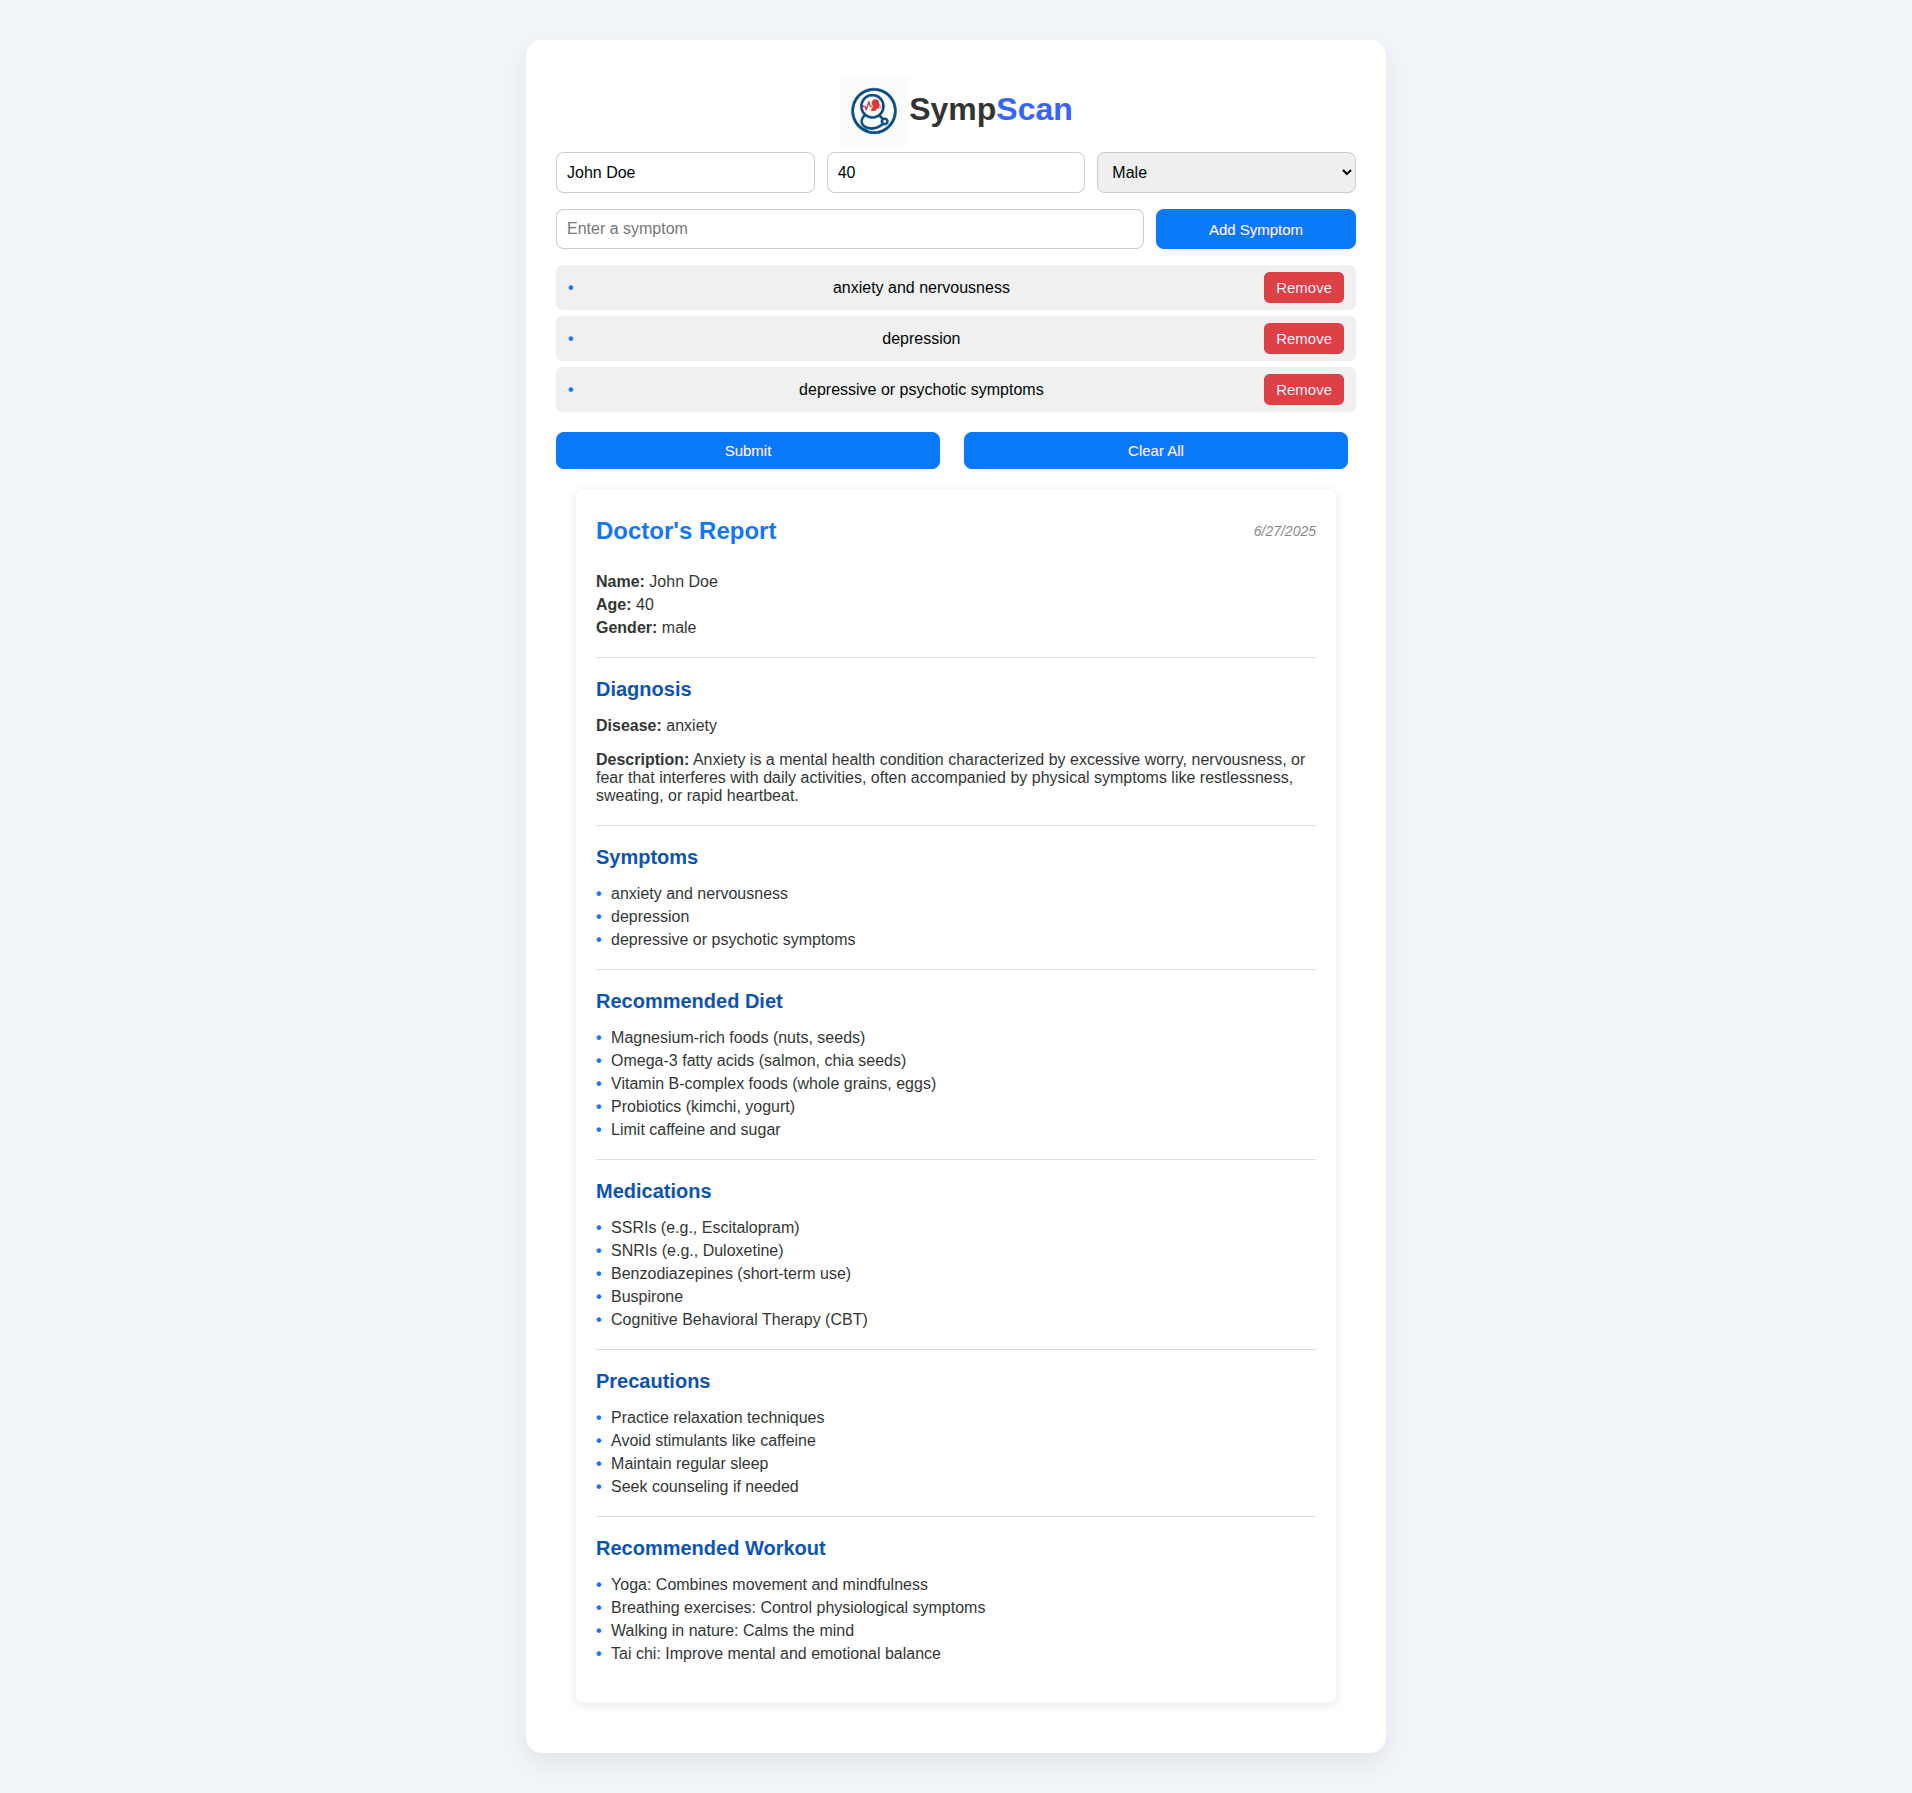 SympScan
John Doe
40
Male
Enter a symptom
Add Symptom
• anxiety and nervousness Remove
• depression Remove
• depressive or psychotic symptoms Remove
Submit
Clear All
Doctor's Report
6/27/2025
Name: John Doe
Age: 40
Gender: male
Diagnosis
Disease: anxiety
Description: Anxiety is a mental health condition characterized by excessive worry, nervousness, or
fear that interferes with daily activities, often accompanied by physical symptoms like restlessness,
sweating, or rapid heartbeat.
Symptoms
• anxiety and nervousness
• depression
• depressive or psychotic symptoms
Recommended Diet
• Magnesium-rich foods (nuts, seeds)
• Omega-3 fatty acids (salmon, chia seeds)
• Vitamin B-complex foods (whole grains, eggs)
• Probiotics (kimchi, yogurt)
• Limit caffeine and sugar
Medications
• SSRIs (e.g., Escitalopram)
• SNRIs (e.g., Duloxetine)
• Benzodiazepines (short-term use)
• Buspirone
• Cognitive Behavioral Therapy (CBT)
Precautions
• Practice relaxation techniques
• Avoid stimulants like caffeine
• Maintain regular sleep
• Seek counseling if needed
Recommended Workout
• Yoga: Combines movement and mindfulness
• Breathing exercises: Control physiological symptoms
• Walking in nature: Calms the mind
• Tai chi: Improve mental and emotional balance